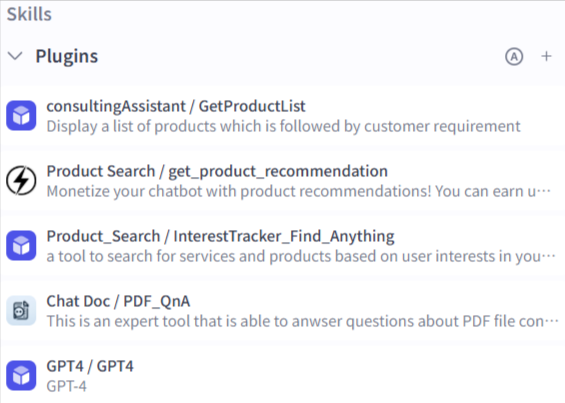 Skills
Plugins
A
consultingAssistant / GetProductList
Display a list of products which is followed by customer requirement
Product Search / get_product_recommendation
Monetize your chatbot with product recommendations! You can earn u···
Product_Search / InterestTracker_Find_Anything
a tool to search for services and products based on user interests in you···
Chat Doc / PDF_QnA
This is an expert tool that is able to anwser questions about PDF file con···
GPT4 / GPT4
GPT-4